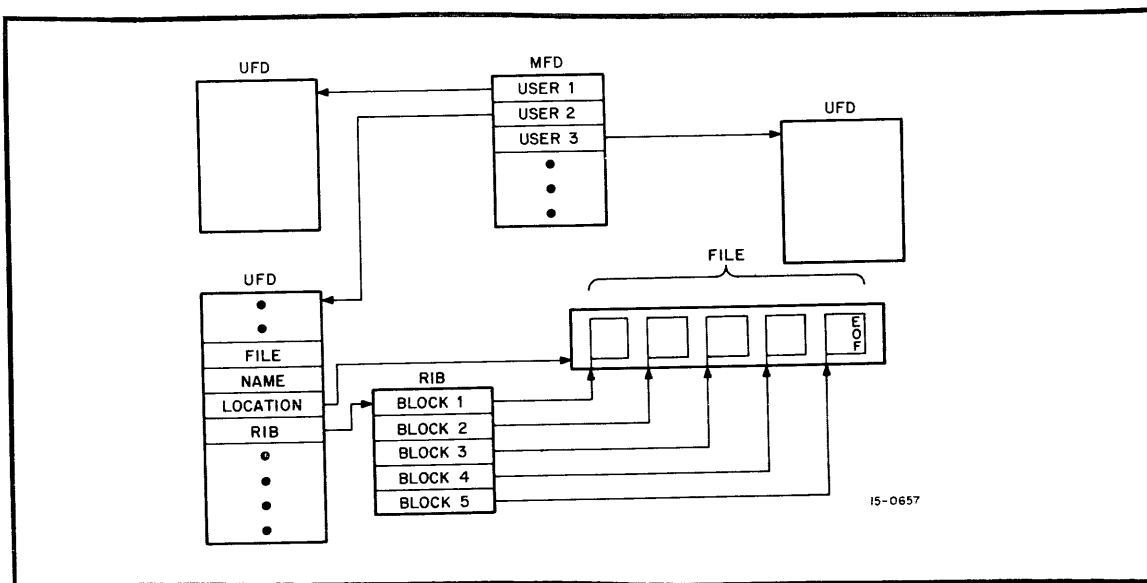 UFD
MFD
USER 1
USER 2
USER 3
UFD
UFD
FILE
NAME
LOCATION
RIB
RIB
BLOCK 1
BLOCK 2
BLOCK 3
BLOCK 4
BLOCK 5
FILE
EOF
15-0657